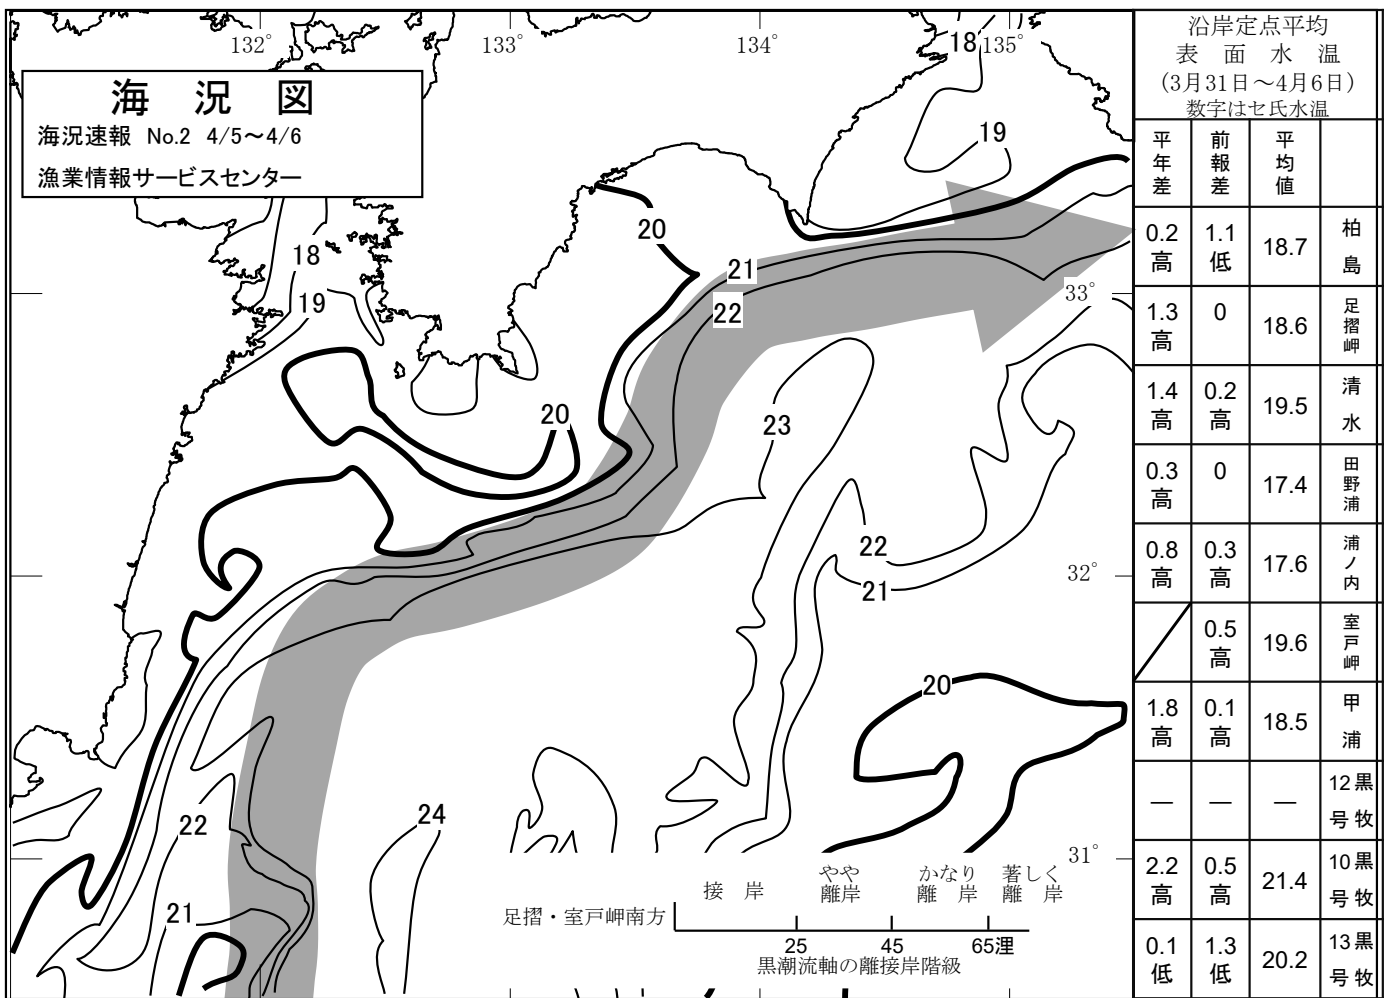 海況図
海況速報 No.2 4/5～4/6
漁業情報サービスセンター
132°
133°
134°
135°
18
19
20
21
22
33°
18
19
20
23
22
21
32°
20
24
22
21
31°
接岸
やや離岸
かなり離岸
著しく離岸
足摺・室戸岬南方
25
45
65浬
黒潮流軸の離接岸階級
沿岸定点平均
表面水温
(3月31日～4月6日)
数字はセ氏水温
平年差 前報差 平均値
0.2高 1.1低 18.7 柏島
1.3高 0 18.6 足摺岬
1.4高 0.2高 19.5 清水
0.3高 0 17.4 田野浦
0.8高 0.3高 17.6 浦ノ内
0.5高 19.6 室戸岬
1.8高 0.1高 18.5 甲浦
— — — 黒牧12号
2.2高 0.5高 21.4 黒牧10号
0.1低 1.3低 20.2 黒牧13号